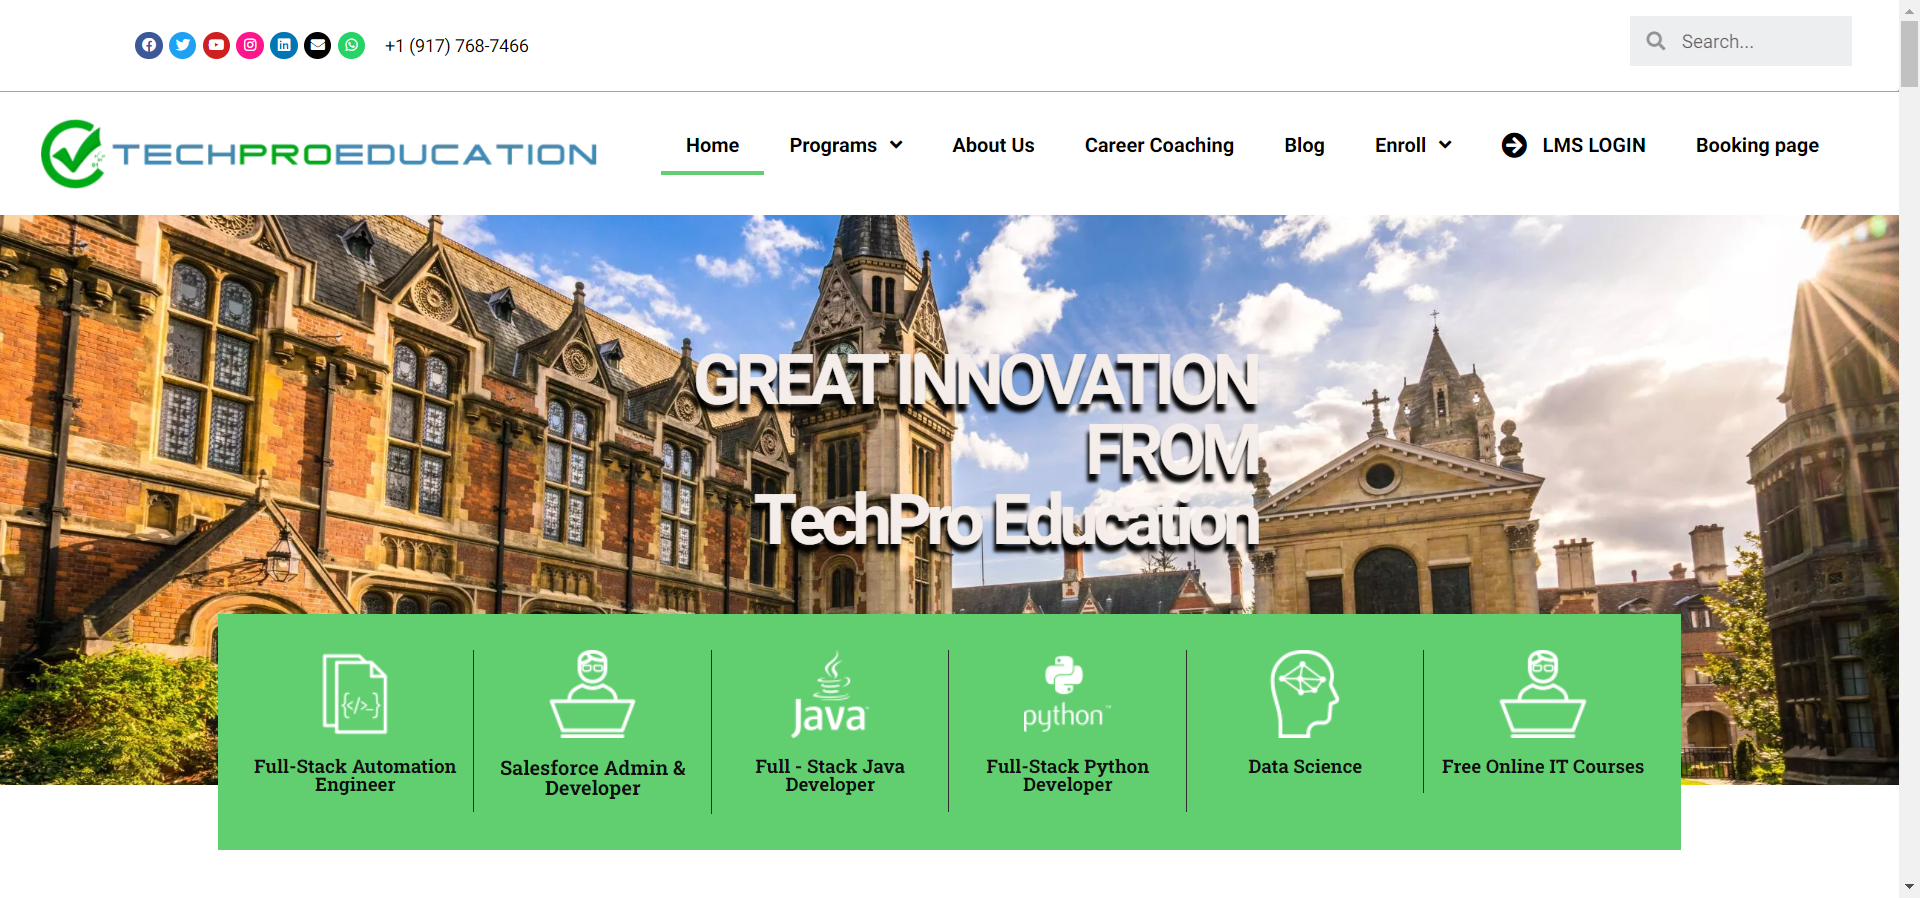 +1 (917) 768-7466
Search...
TECHPROEDUCATION
Home
Programs
About Us
Career Coaching
Blog
Enroll
LMS LOGIN
Booking page
GREAT INNOVATION
FROM
TechPro Education
</_>
Java™
python™
Full-Stack Automation
Engineer
Salesforce Admin &
Developer
Full - Stack Java
Developer
Full-Stack Python
Developer
Data Science
Free Online IT Courses